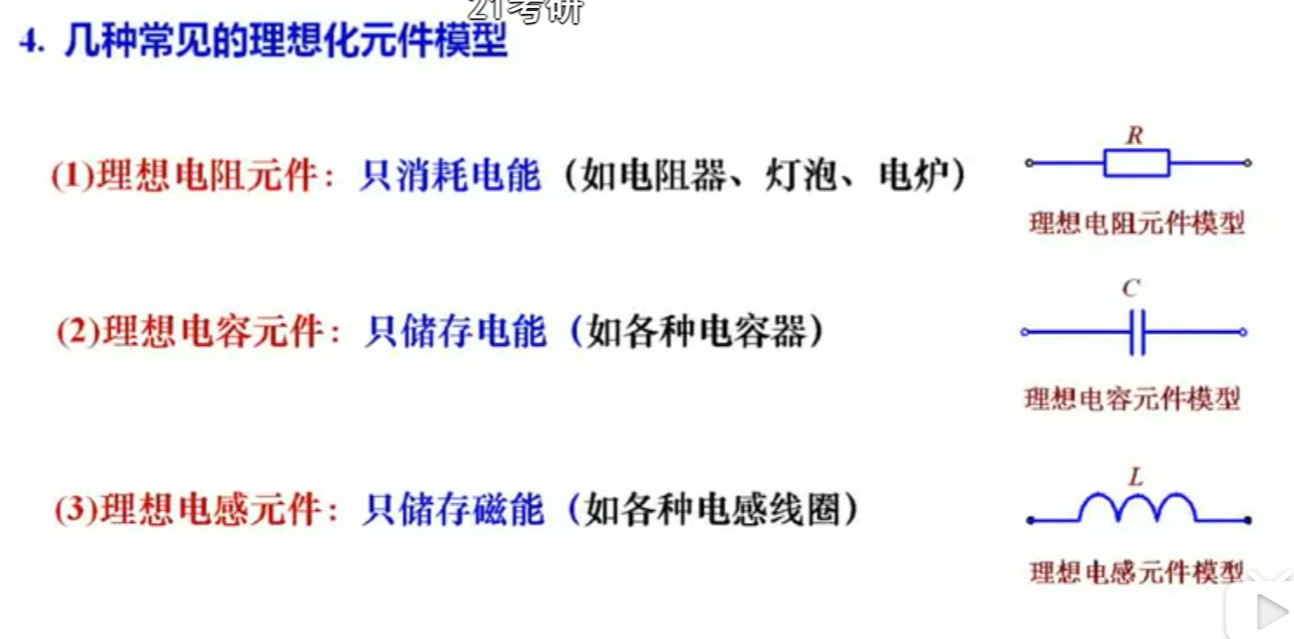 21考研
4. 几种常见的理想化元件模型
(1)理想电阻元件：只消耗电能（如电阻器、灯泡、电炉）
R
理想电阻元件模型
(2)理想电容元件：只储存电能（如各种电容器）
C
理想电容元件模型
(3)理想电感元件：只储存磁能（如各种电感线圈）
L
理想电感元件模型